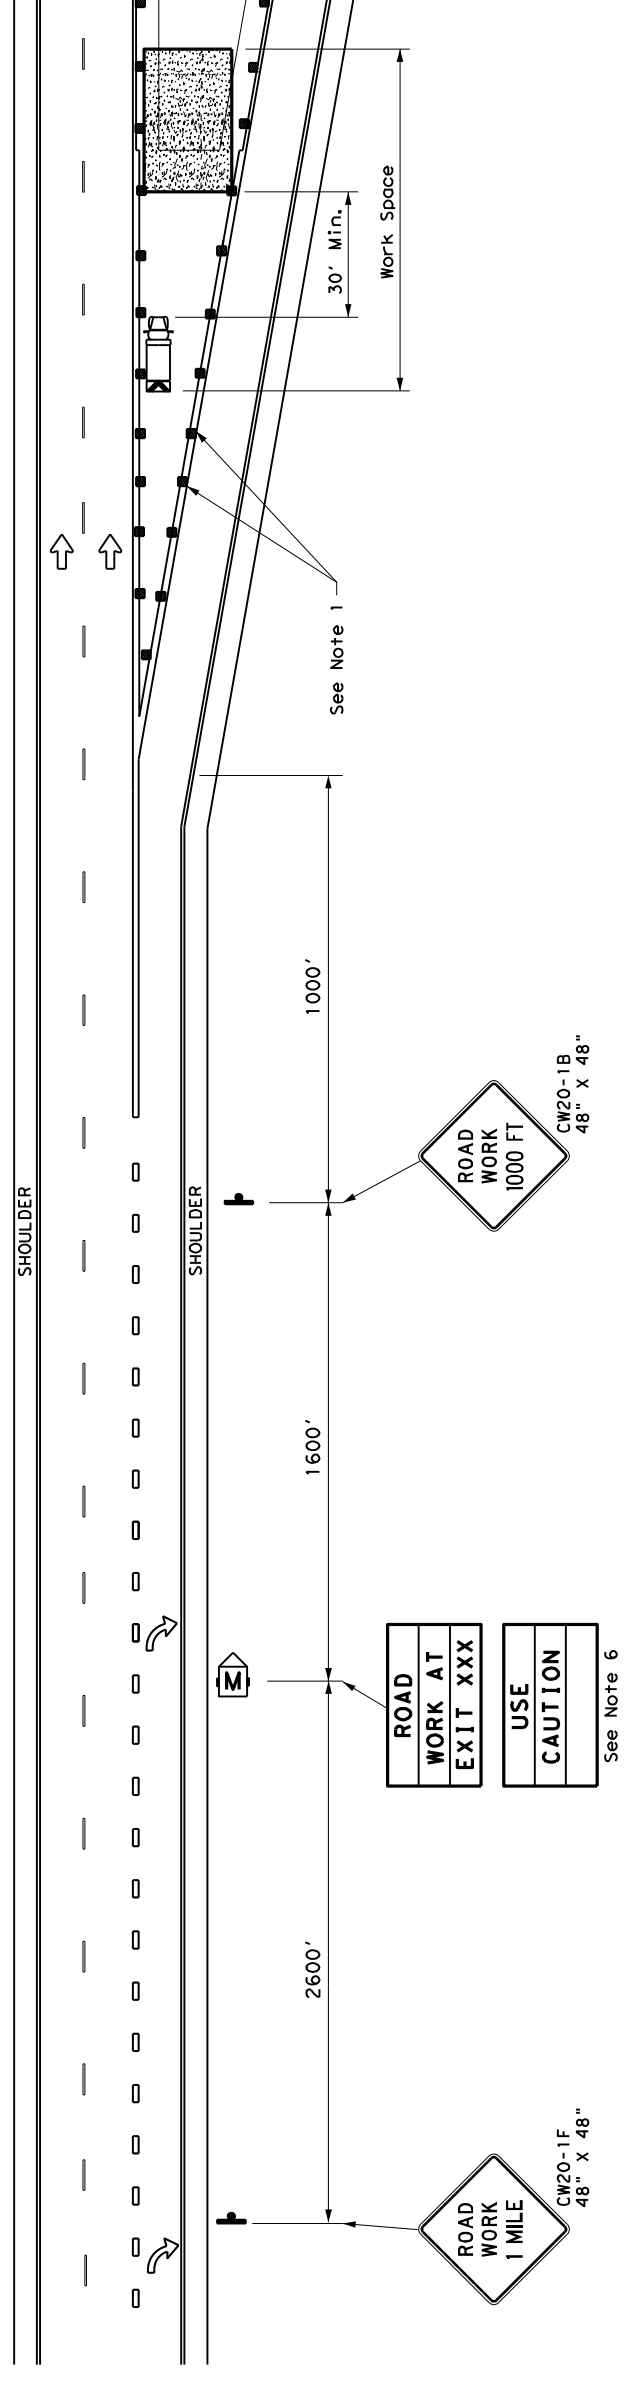 Work Space
30' Min.
See Note 1
1000'
CW20-1B
48" X 48"
ROAD
WORK
1000 FT
SHOULDER
SHOULDER
1600'
ROAD
WORK AT
EXIT XXX
USE
CAUTION
See Note 6
M
2600'
CW20-1F
48" X 48"
ROAD
WORK
1 MILE